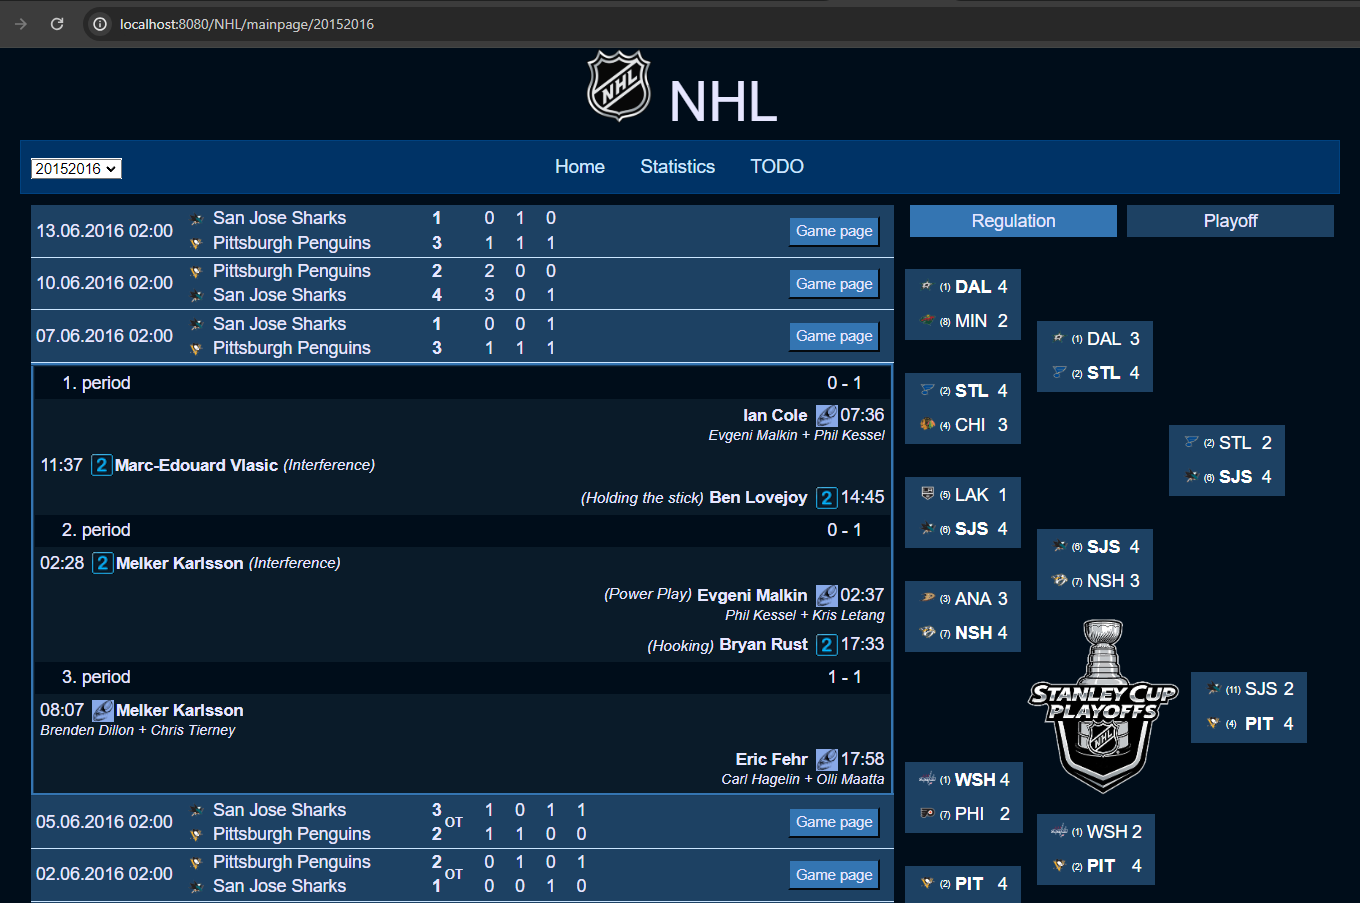 localhost:8080/NHL/mainpage/20152016
NHL NHL
20152016 Home Statistics TODO
13.06.2016 02:00
San Jose Sharks 1 0 1 0
Pittsburgh Penguins 3 1 1 1
Game page
10.06.2016 02:00
Pittsburgh Penguins 2 2 0 0
San Jose Sharks 4 3 0 1
Game page
07.06.2016 02:00
San Jose Sharks 1 0 0 1
Pittsburgh Penguins 3 1 1 1
Game page
1. period 0 - 1
Ian Cole 07:36
Evgeni Malkin + Phil Kessel
11:37 2 Marc-Edouard Vlasic (Interference)
(Holding the stick) Ben Lovejoy 2 14:45
2. period 0 - 1
02:28 2 Melker Karlsson (Interference)
(Power Play) Evgeni Malkin 02:37
Phil Kessel + Kris Letang
(Hooking) Bryan Rust 2 17:33
3. period 1 - 1
08:07 Melker Karlsson
Brenden Dillon + Chris Tierney
Eric Fehr 17:58
Carl Hagelin + Olli Maatta
05.06.2016 02:00
San Jose Sharks 3 OT 1 0 1 1
Pittsburgh Penguins 2 1 1 0 0
Game page
02.06.2016 02:00
Pittsburgh Penguins 2 OT 0 1 0 1
San Jose Sharks 1 0 0 1 0
Game page
Regulation Playoff
(1) DAL 4
(8) MIN 2
(1) DAL 3
(2) STL 4
(2) STL 4
(4) CHI 3
(2) STL 2
(6) SJS 4
(5) LAK 1
(6) SJS 4
(6) SJS 4
(7) NSH 3
(3) ANA 3
(7) NSH 4
STANLEY CUP
PLAYOFFS
NHL
(11) SJS 2
(4) PIT 4
(1) WSH 4
(7) PHI 2
(1) WSH 2
(2) PIT 4
(2) PIT 4